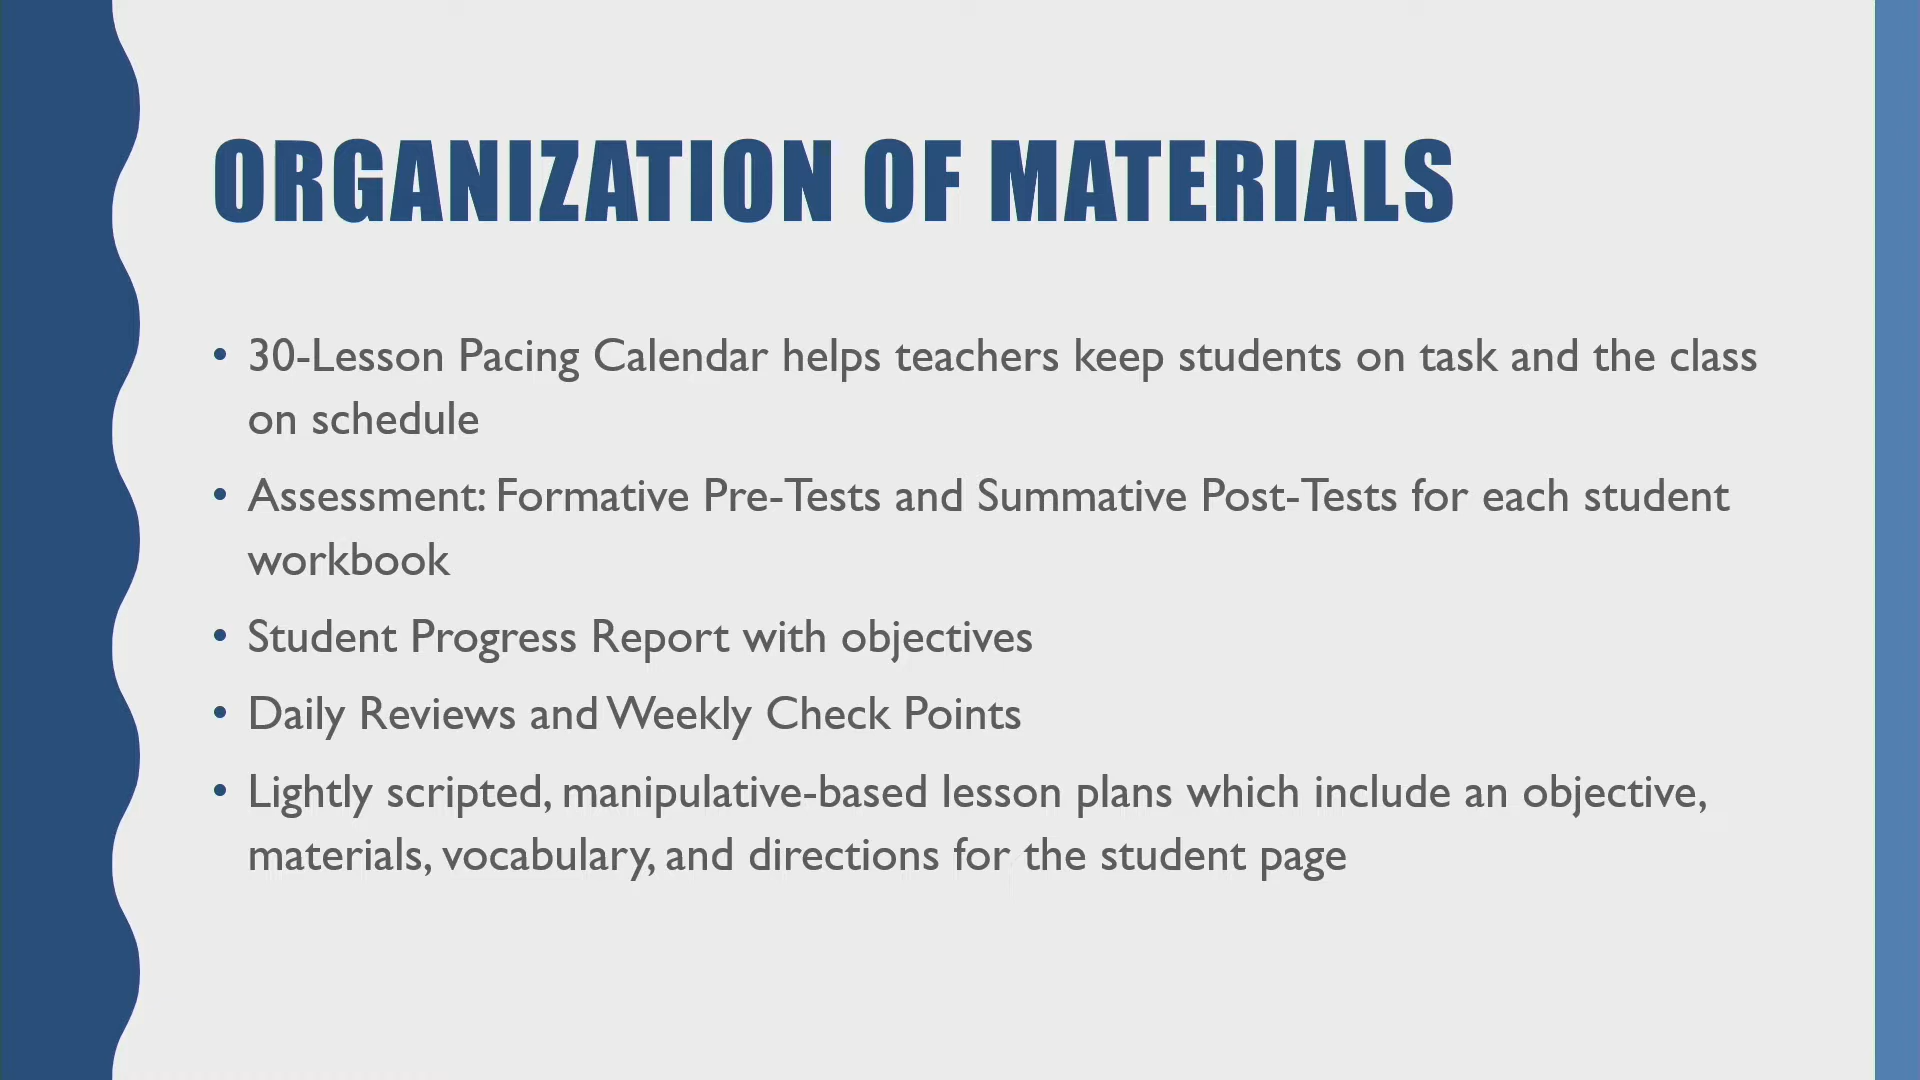 ORGANIZATION OF MATERIALS
• 30-Lesson Pacing Calendar helps teachers keep students on task and the class
on schedule
• Assessment: Formative Pre-Tests and Summative Post-Tests for each student
workbook
• Student Progress Report with objectives
• Daily Reviews and Weekly Check Points
• Lightly scripted, manipulative-based lesson plans which include an objective,
materials, vocabulary, and directions for the student page